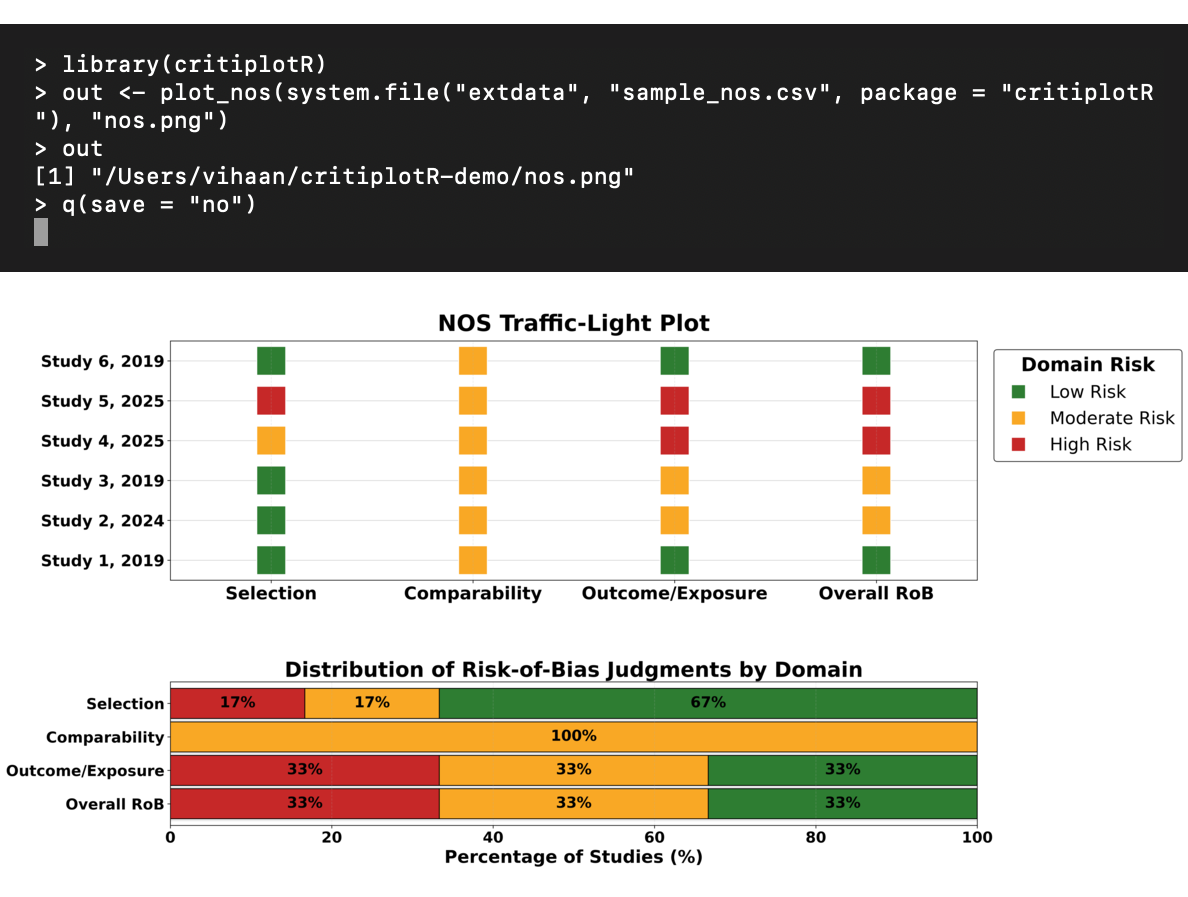 > library(critiplotR)
> out <- plot_nos(system.file("extdata", "sample_nos.csv", package = "critiplotR
"), "nos.png")
> out
[1] "/Users/vihaan/critiplotR-demo/nos.png"
> q(save = "no")
NOS Traffic-Light Plot
Study 6, 2019
Study 5, 2025
Study 4, 2025
Study 3, 2019
Study 2, 2024
Study 1, 2019
Selection Comparability Outcome/Exposure Overall RoB
Domain Risk
Low Risk
Moderate Risk
High Risk
Distribution of Risk-of-Bias Judgments by Domain
Selection 17% 17% 67%
Comparability 100%
Outcome/Exposure 33% 33% 33%
Overall RoB 33% 33% 33%
0 20 40 60 80 100
Percentage of Studies (%)